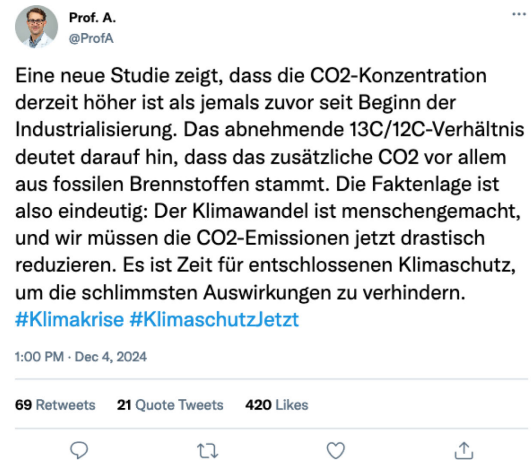 Prof. A.
@ProfA
Eine neue Studie zeigt, dass die CO2-Konzentration
derzeit höher ist als jemals zuvor seit Beginn der
Industrialisierung. Das abnehmende 13C/12C-Verhältnis
deutet darauf hin, dass das zusätzliche CO2 vor allem
aus fossilen Brennstoffen stammt. Die Faktenlage ist
also eindeutig: Der Klimawandel ist menschengemacht,
und wir müssen die CO2-Emissionen jetzt drastisch
reduzieren. Es ist Zeit für entschlossenen Klimaschutz,
um die schlimmsten Auswirkungen zu verhindern.
#Klimakrise #KlimaschutzJetzt
1:00 PM · Dec 4, 2024
69 Retweets 21 Quote Tweets 420 Likes